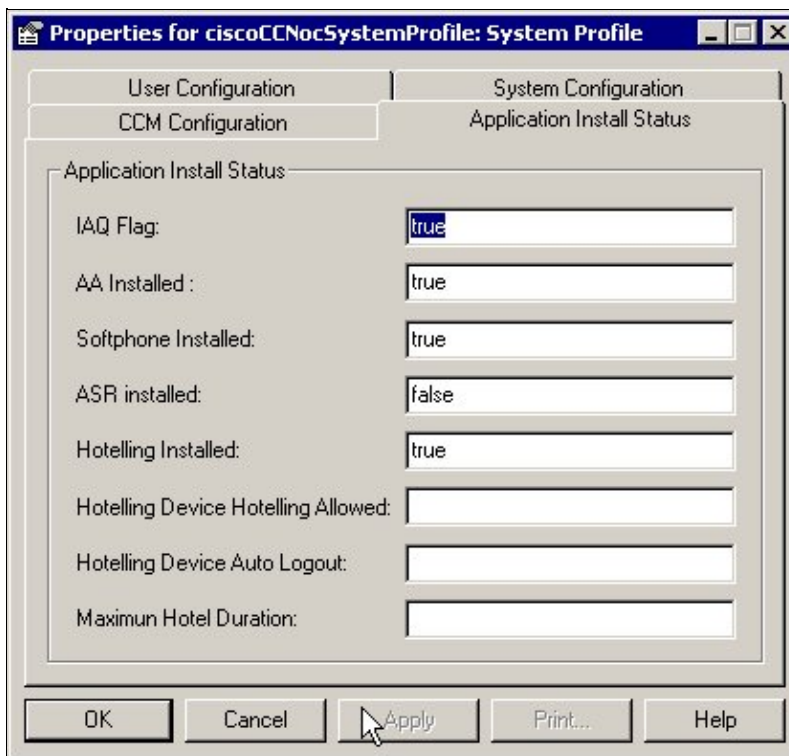 Properties for ciscoCCNocSystemProfile: System Profile
User Configuration
System Configuration
CCM Configuration
Application Install Status
Application Install Status
IAQ Flag: true
AA Installed : true
Softphone Installed: true
ASR installed: false
Hotelling Installed: true
Hotelling Device Hotelling Allowed:
Hotelling Device Auto Logout:
Maximun Hotel Duration:
OK Cancel Apply Print... Help